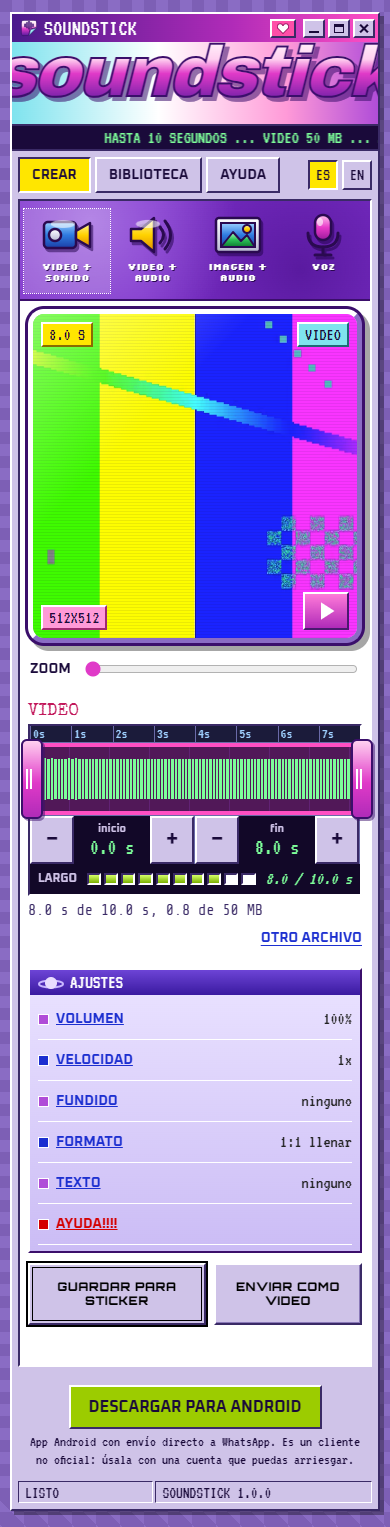 SOUNDSTICK
soundstick
HASTA 10 SEGUNDOS ... VIDEO 50 MB ...
CREAR BIBLIOTECA AYUDA ES EN
VIDEO + SONIDO
VIDEO + AUDIO
IMAGEN + AUDIO
VOZ
8.0 S VIDEO
512X512
ZOOM
VIDEO
0s 1s 2s 3s 4s 5s 6s 7s
− inicio + − fin +
0.0 s 8.0 s
LARGO 8.0 / 10.0 s
8.0 s de 10.0 s, 0.8 de 50 MB
OTRO ARCHIVO
AJUSTES
VOLUMEN 100%
VELOCIDAD 1x
FUNDIDO ninguno
FORMATO 1:1 llenar
TEXTO ninguno
AYUDA!!!!
GUARDAR PARA STICKER
ENVIAR COMO VIDEO
DESCARGAR PARA ANDROID
App Android con envío directo a WhatsApp. Es un cliente
no oficial: úsala con una cuenta que puedas arriesgar.
LISTO SOUNDSTICK 1.0.0